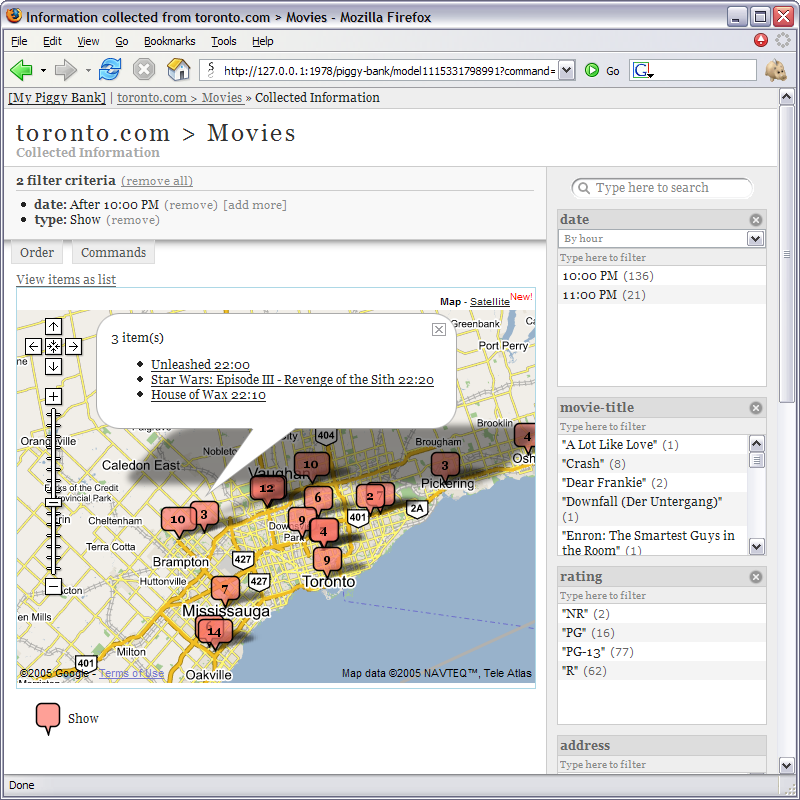 Information collected from toronto.com > Movies - Mozilla Firefox
File Edit View Go Bookmarks Tools Help
http://127.0.0.1:1978/piggy-bank/model1115331798991?command= Go G
[My Piggy Bank] | toronto.com > Movies » Collected Information
toronto.com > Movies
Collected Information
2 filter criteria (remove all)
• date: After 10:00 PM (remove) [add more]
• type: Show (remove)
Order Commands
View items as list
Map - Satellite New!
3 item(s)
• Unleashed 22:00
• Star Wars: Episode III - Revenge of the Sith 22:20
• House of Wax 22:10
Greenbank
Port Perry
Brooklin
Orangeville
404
Brougham
4
Caledon East
Vaughan
10
3
Osh
Pickering
12
6
2 7
2A
Cheltenham
10
3
9
4
401
Park
Terra Cotta
Brampton
427
9
Huttonville
427
Toronto
7
Mississauga
14
Milton
401
Oakville
©2005 Google - Terms of Use
Map data ©2005 NAVTEQ™, Tele Atlas
Show
Type here to search
date
By hour
Type here to filter
10:00 PM (136)
11:00 PM (21)
movie-title
Type here to filter
"A Lot Like Love" (1)
"Crash" (8)
"Dear Frankie" (2)
"Downfall (Der Untergang)"
(1)
"Enron: The Smartest Guys in
the Room" (1)
rating
Type here to filter
"NR" (2)
"PG" (16)
"PG-13" (77)
"R" (62)
address
Type here to filter
Done